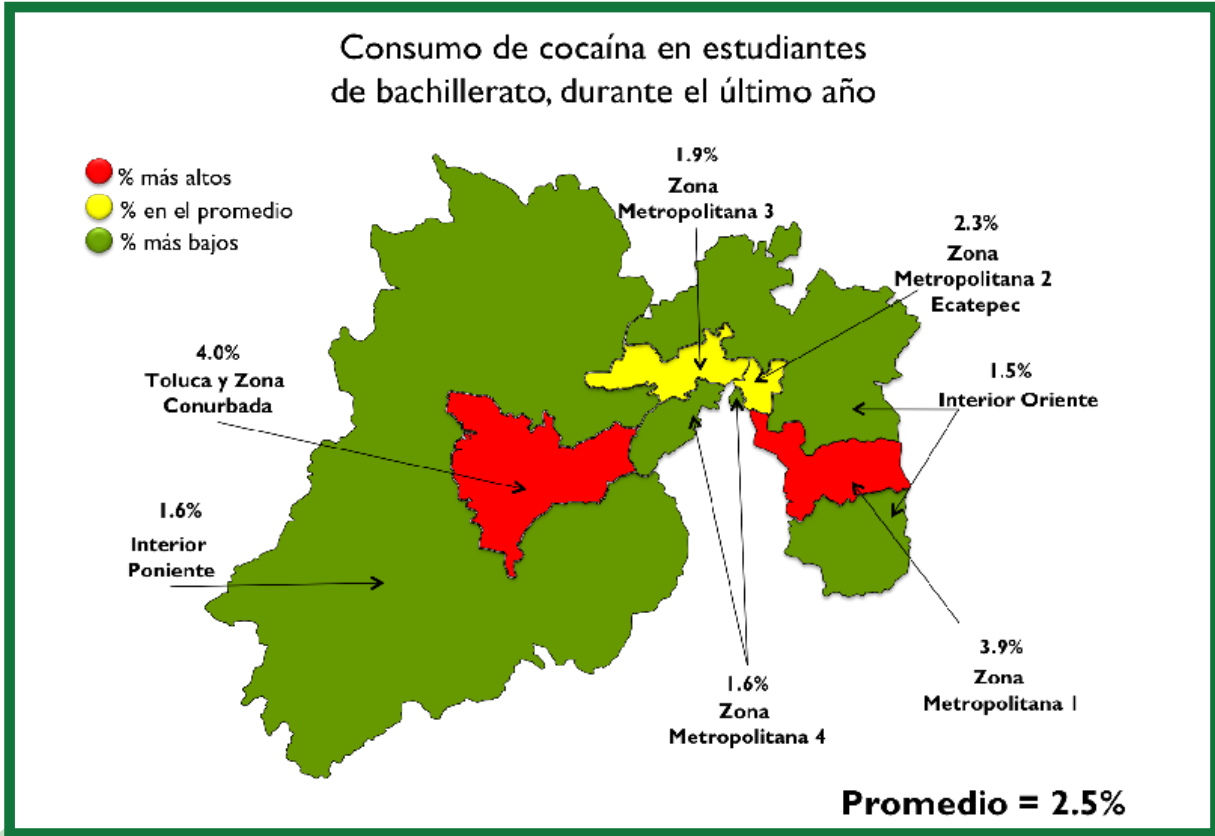 Consumo de cocaína en estudiantes
de bachillerato, durante el último año
% más altos
% en el promedio
% más bajos
1.9%
Zona
Metropolitana 3
2.3%
Zona
Metropolitana 2
Ecatepec
4.0%
Toluca y Zona
Conurbada
1.5%
Interior Oriente
1.6%
Interior
Poniente
3.9%
Zona
Metropolitana 1
1.6%
Zona
Metropolitana 4
Promedio = 2.5%